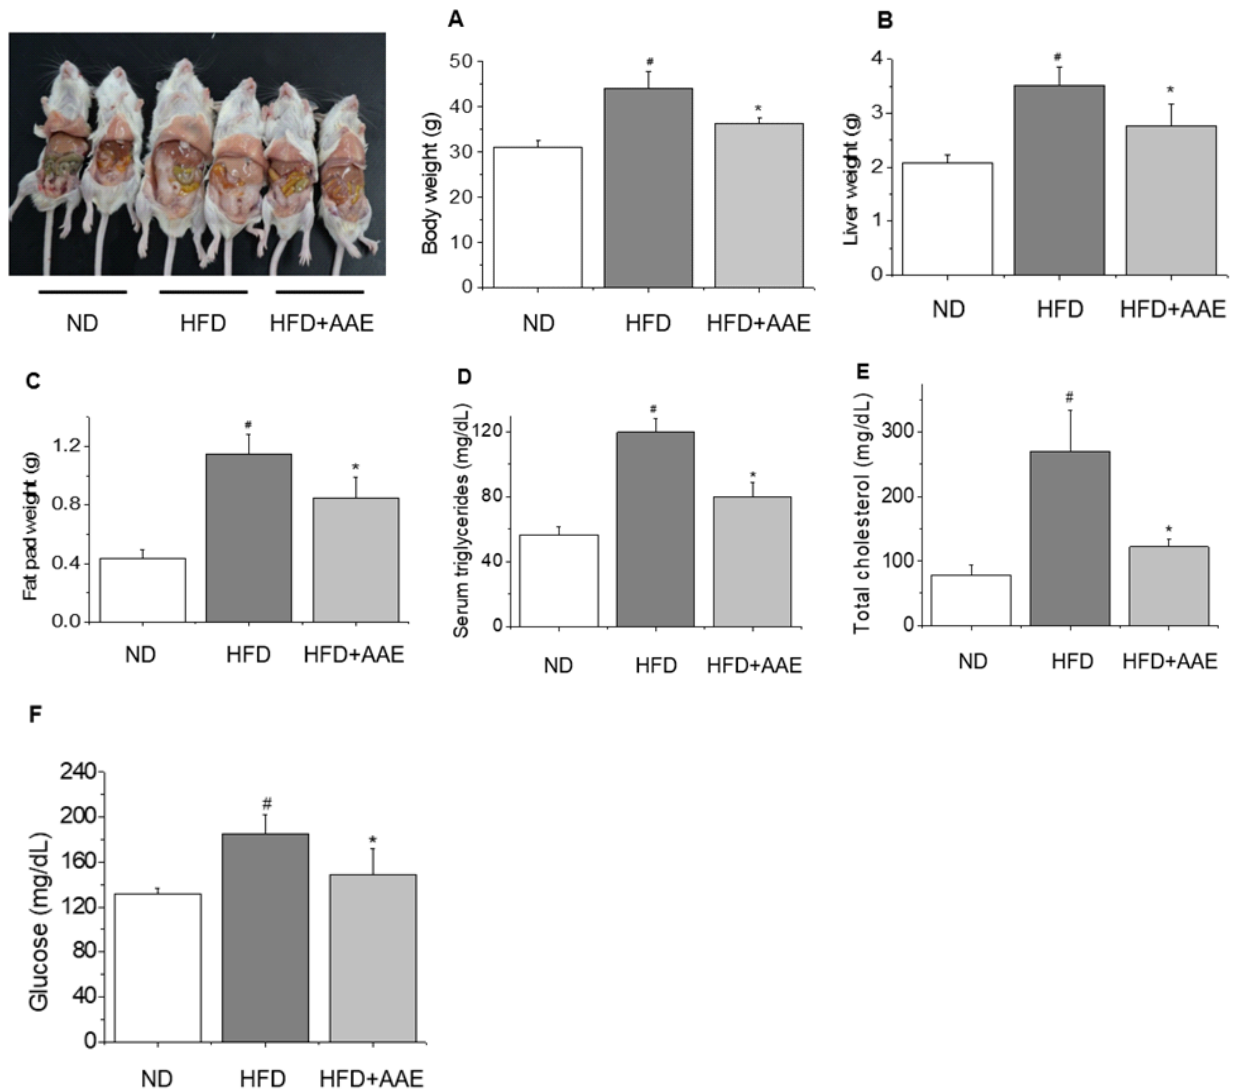 ND HFD HFD+AAE
A
Body weight (g)
50
40
30
20
10
0
#
*
ND HFD HFD+AAE
B
Liver weight (g)
4
3
2
1
0
#
*
ND HFD HFD+AAE
C
Fat pad weight (g)
1.2
0.8
0.4
0.0
#
*
ND HFD HFD+AAE
D
Serum triglycerides (mg/dL)
120
80
40
0
#
*
ND HFD HFD+AAE
E
Total cholesterol (mg/dL)
300
200
100
0
#
*
ND HFD HFD+AAE
F
Glucose (mg/dL)
240
200
160
120
80
40
0
#
*
ND HFD HFD+AAE